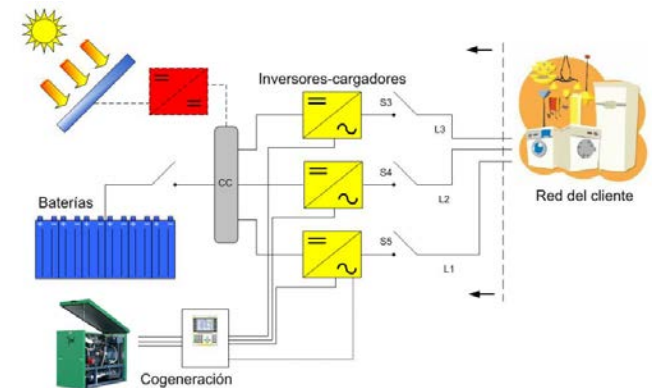 Inversores-cargadores
S3
L3
CC
S4
L2
Red del cliente
Baterías
S5
L1
Cogeneración